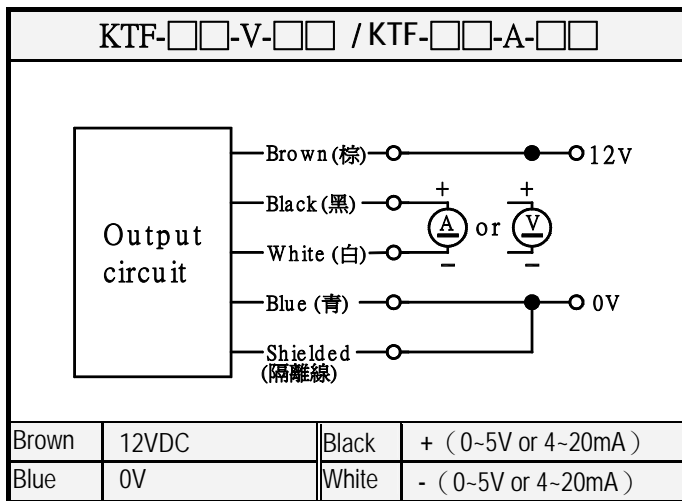 KTF-□□-V-□□ / KTF-□□-A-□□
Brown(棕)
12V
Black(黑)
+ +
Output
circuit
A or V
White(白)
- -
Blue(青)
0V
Shielded
(隔離線)
Brown 12VDC Black +（0~5V or 4~20mA）
Blue 0V White -（0~5V or 4~20mA）